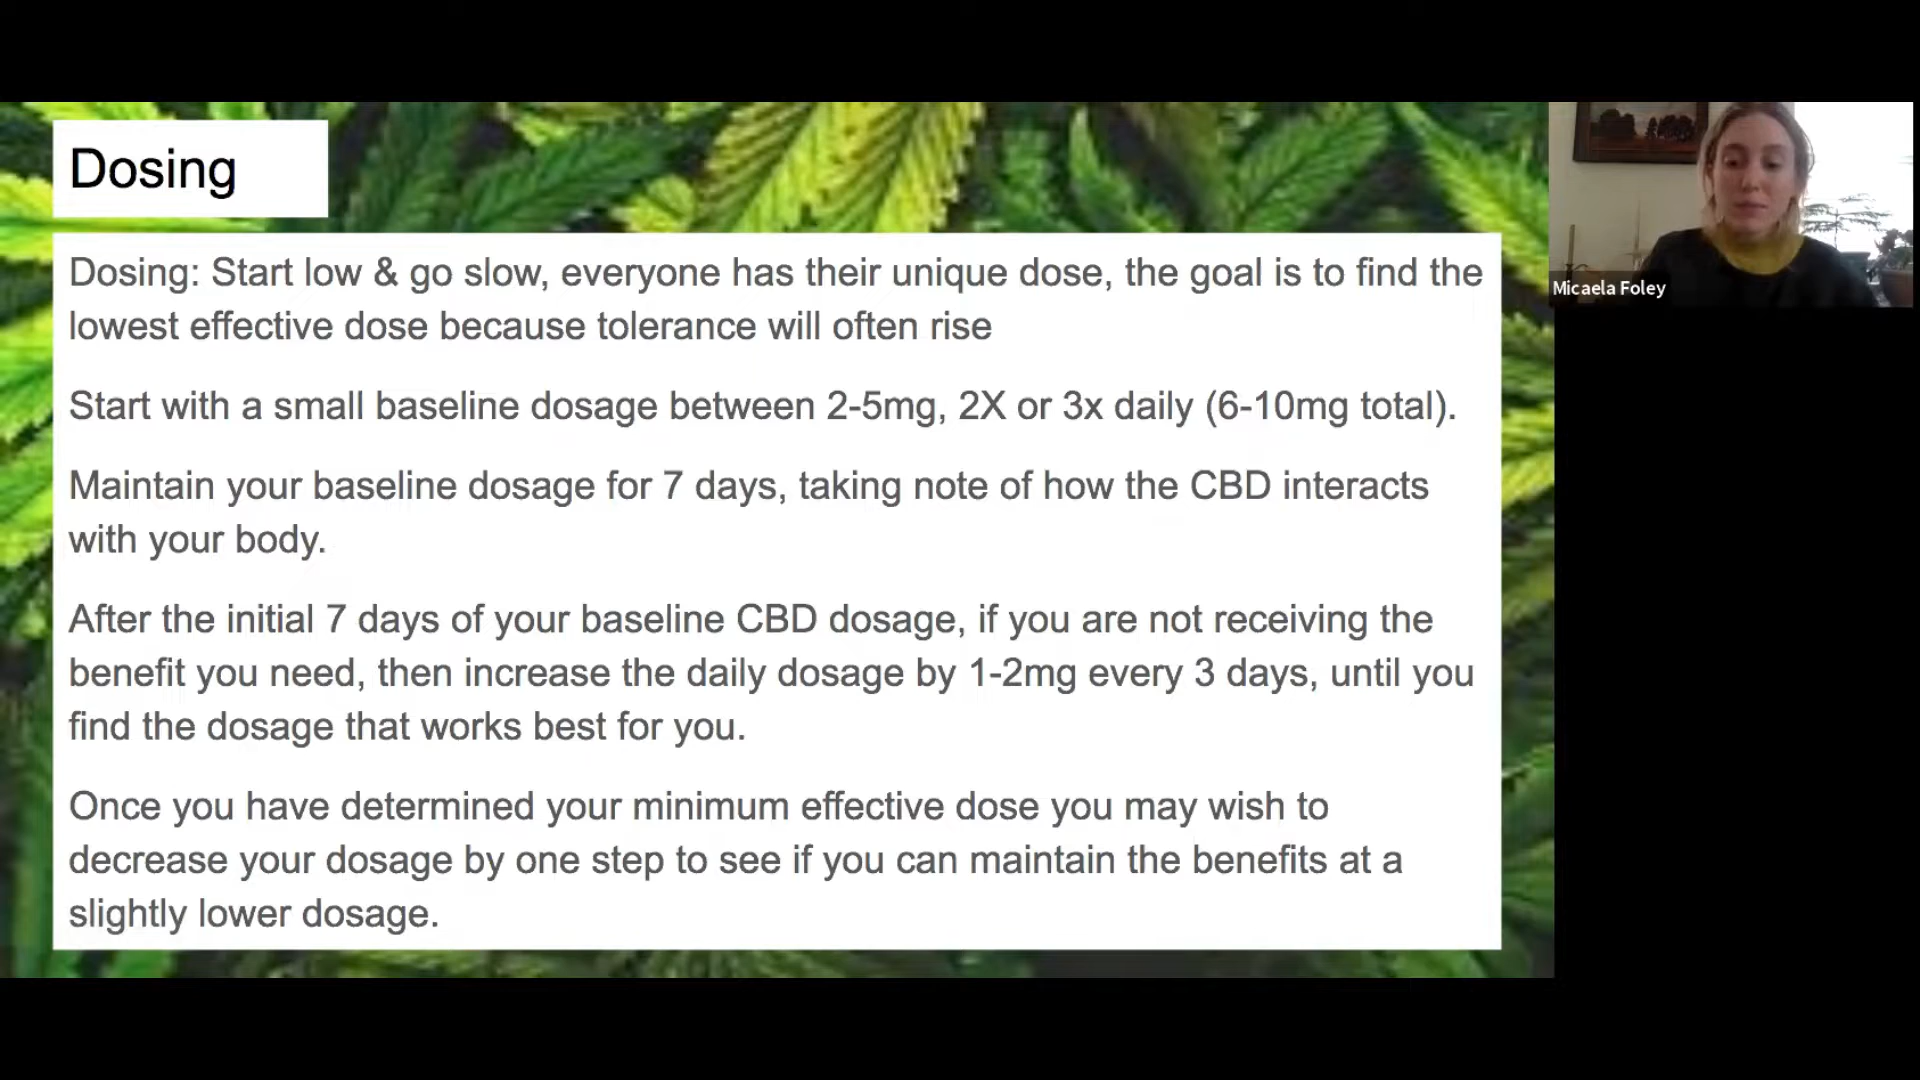 Dosing
Dosing: Start low & go slow, everyone has their unique dose, the goal is to find the
lowest effective dose because tolerance will often rise
Start with a small baseline dosage between 2-5mg, 2X or 3x daily (6-10mg total).
Maintain your baseline dosage for 7 days, taking note of how the CBD interacts
with your body.
After the initial 7 days of your baseline CBD dosage, if you are not receiving the
benefit you need, then increase the daily dosage by 1-2mg every 3 days, until you
find the dosage that works best for you.
Once you have determined your minimum effective dose you may wish to
decrease your dosage by one step to see if you can maintain the benefits at a
slightly lower dosage.
Micaela Foley